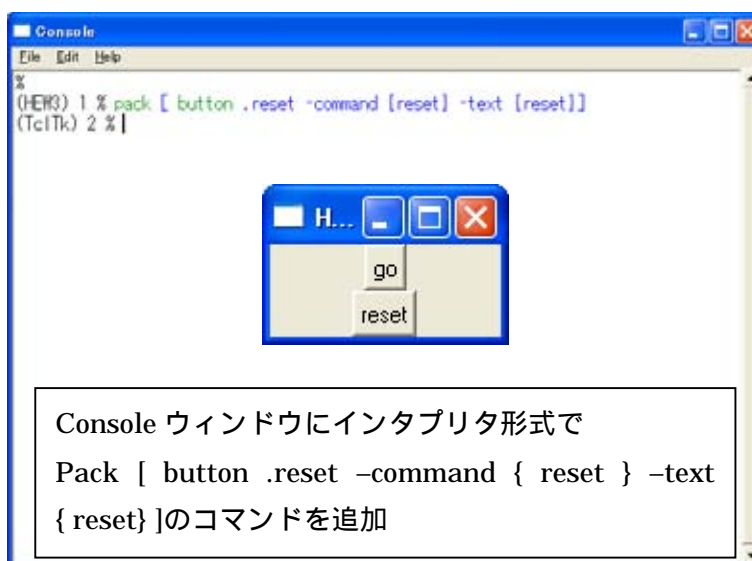 Console
File Edit Help
%
(HEW3) 1 % pack [ button .reset -command [reset] -text [reset]]
(TclTk) 2 %
H...
go
reset
Console ウィンドウにインタプリタ形式で
Pack [ button .reset –command { reset } –text
{ reset} ]のコマンドを追加